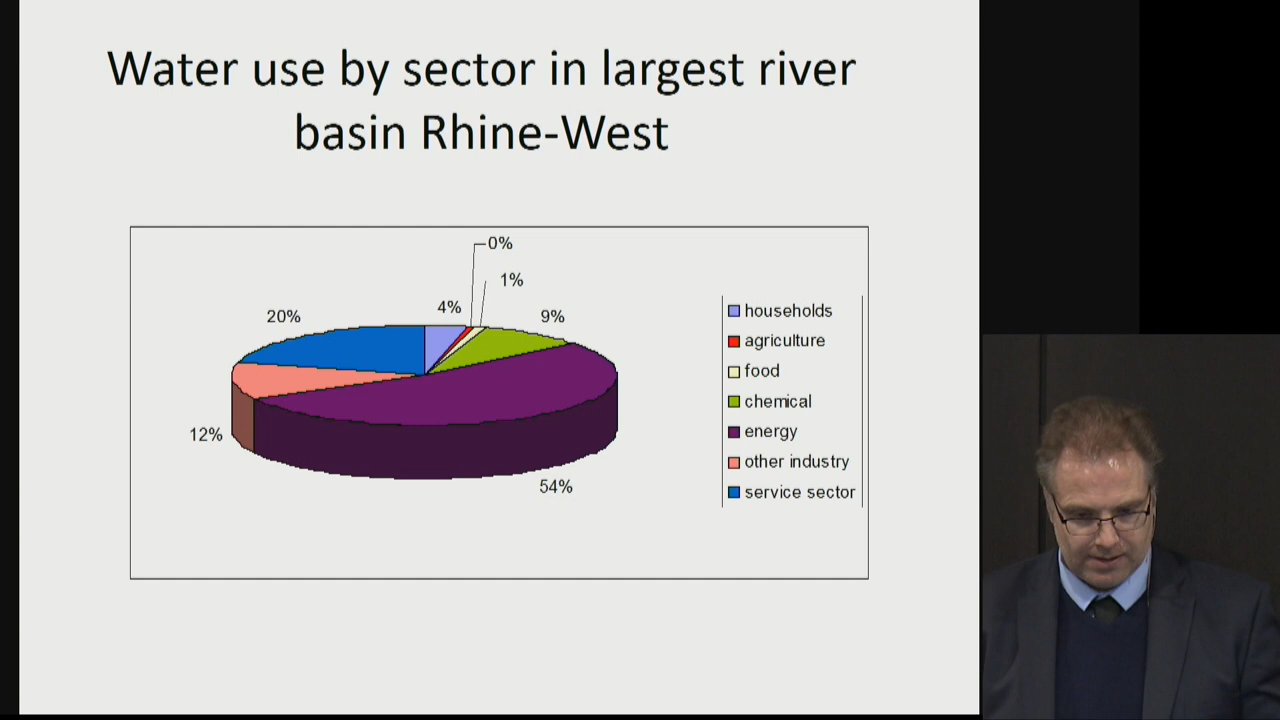 Water use by sector in largest river
basin Rhine-West
0%
1%
4%
9%
20%
12%
54%
households
agriculture
food
chemical
energy
other industry
service sector